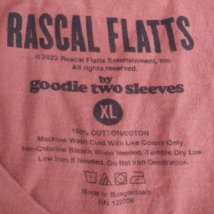 RASCAL FLATTS
©2023 Rascal Flatts Entertainment, Inc.
All rights reserved.
by
goodie two sleeves
XL
100% COTTON/COTON
Machine Wash Cold With Like Colors Only.
Non-Chlorine Bleach When Needed. Tumble Dry Low.
Low Iron If Needed. Do Not Iron Decoration.
Made in Bangladesh